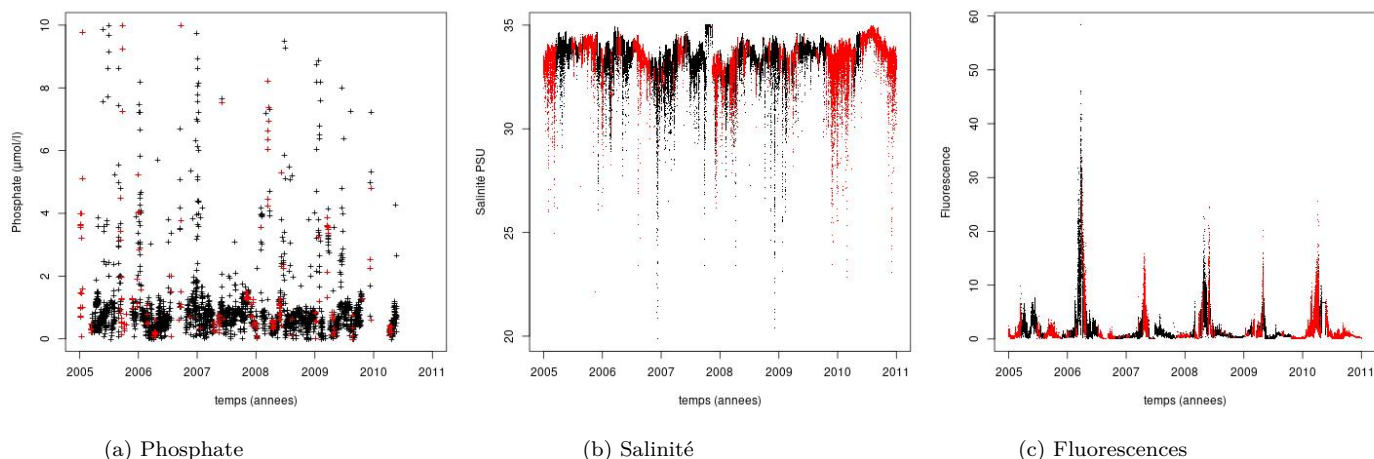 Phosphate (µmol/l)
10
8
6
4
2
0
2005 2006 2007 2008 2009 2010 2011
temps (annees)
(a) Phosphate
Salinité PSU
35
30
25
20
2005 2006 2007 2008 2009 2010 2011
temps (annees)
(b) Salinité
Fluorescence
60
50
40
30
20
10
0
2005 2006 2007 2008 2009 2010 2011
temps (annees)
(c) Fluorescences